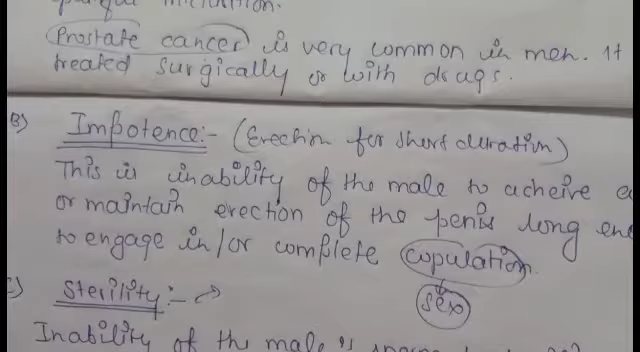 Prostate cancer is very common in men. It
treated surgically or with drugs.
B) Impotence:- (Erection for short duration)
This is inability of the male to acheive a
or maintain erection of the penis long en
to engage in/or complete copulation.
sex
Sterility:-
Inability of the male's